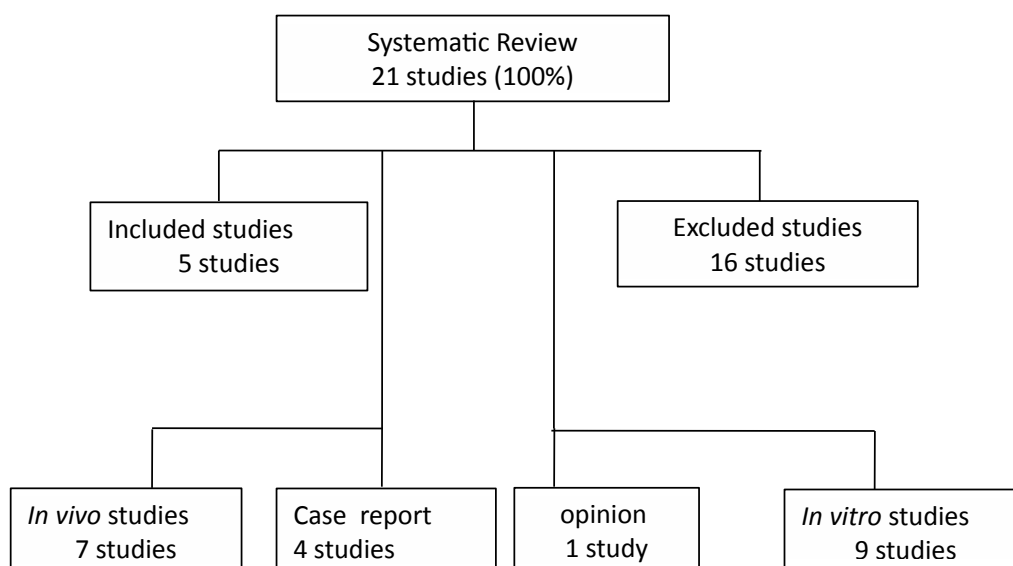 Systematic Review
21 studies (100%)
Included studies
5 studies
Excluded studies
16 studies
In vivo studies
7 studies
Case report
4 studies
opinion
1 study
In vitro studies
9 studies